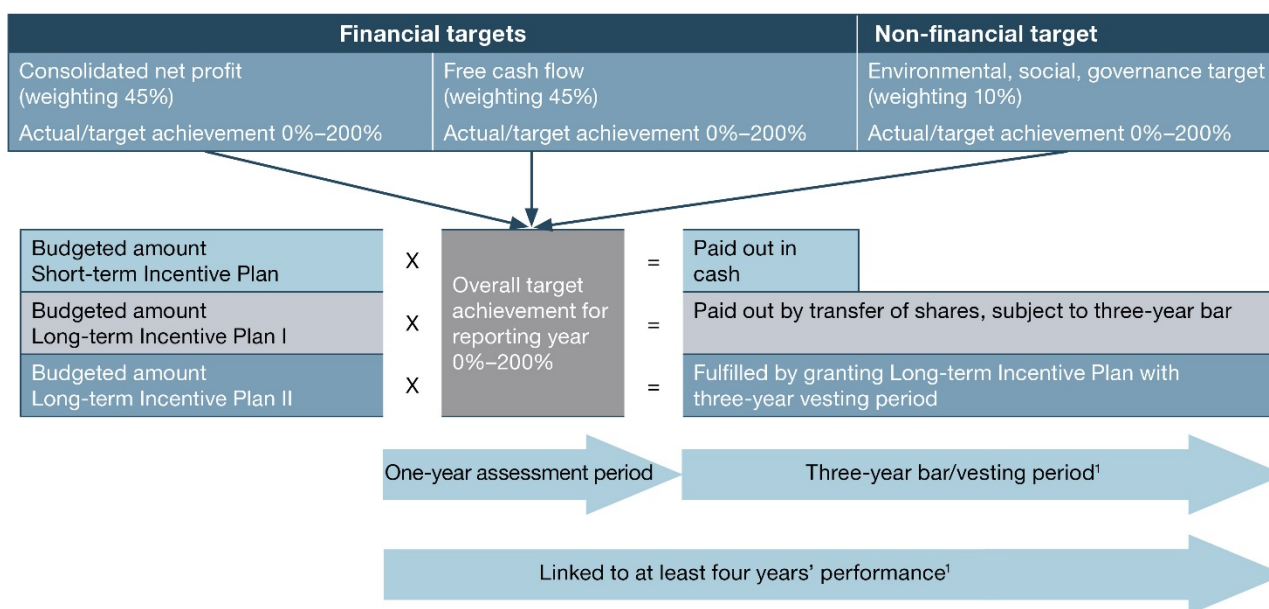 Financial targets
Non-financial target
Consolidated net profit
(weighting 45%)
Actual/target achievement 0%–200%
Free cash flow
(weighting 45%)
Actual/target achievement 0%–200%
Environmental, social, governance target
(weighting 10%)
Actual/target achievement 0%–200%
Budgeted amount
Short-term Incentive Plan
X
Overall target
achievement for
reporting year
0%–200%
=
Paid out in
cash
Budgeted amount
Long-term Incentive Plan I
X
=
Paid out by transfer of shares, subject to three-year bar
Budgeted amount
Long-term Incentive Plan II
X
=
Fulfilled by granting Long-term Incentive Plan with
three-year vesting period
One-year assessment period
Three-year bar/vesting period¹
Linked to at least four years’ performance¹